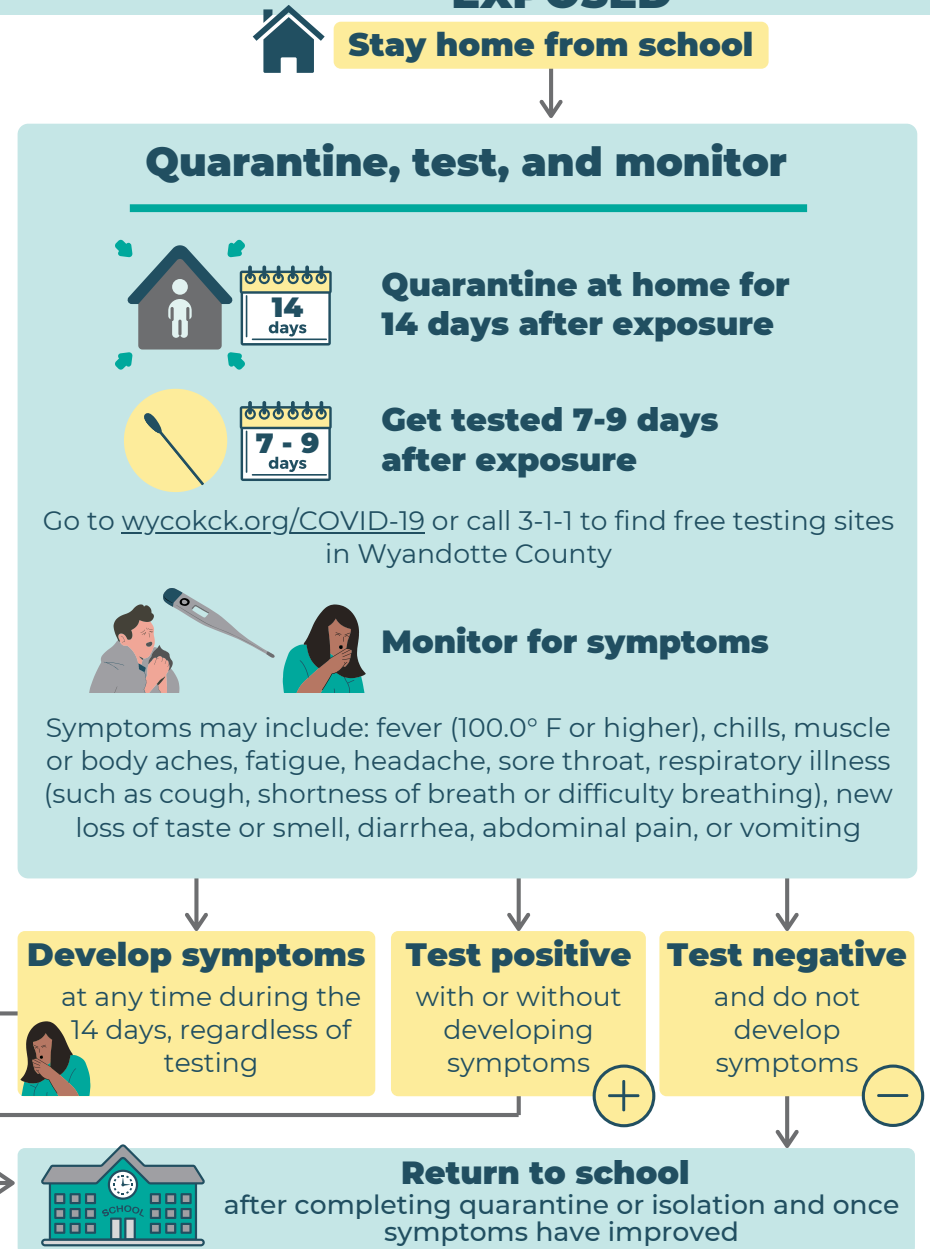 EXPOSED
Stay home from school
Quarantine, test, and monitor
14
days
Quarantine at home for
14 days after exposure
7 - 9
days
Get tested 7-9 days
after exposure
Go to wycokck.org/COVID-19 or call 3-1-1 to find free testing sites
in Wyandotte County
Monitor for symptoms
Symptoms may include: fever (100.0° F or higher), chills, muscle
or body aches, fatigue, headache, sore throat, respiratory illness
(such as cough, shortness of breath or difficulty breathing), new
loss of taste or smell, diarrhea, abdominal pain, or vomiting
Develop symptoms
at any time during the
14 days, regardless of
testing
Test positive
with or without
developing
symptoms
+
Test negative
and do not
develop
symptoms
−
SCHOOL
Return to school
after completing quarantine or isolation and once
symptoms have improved